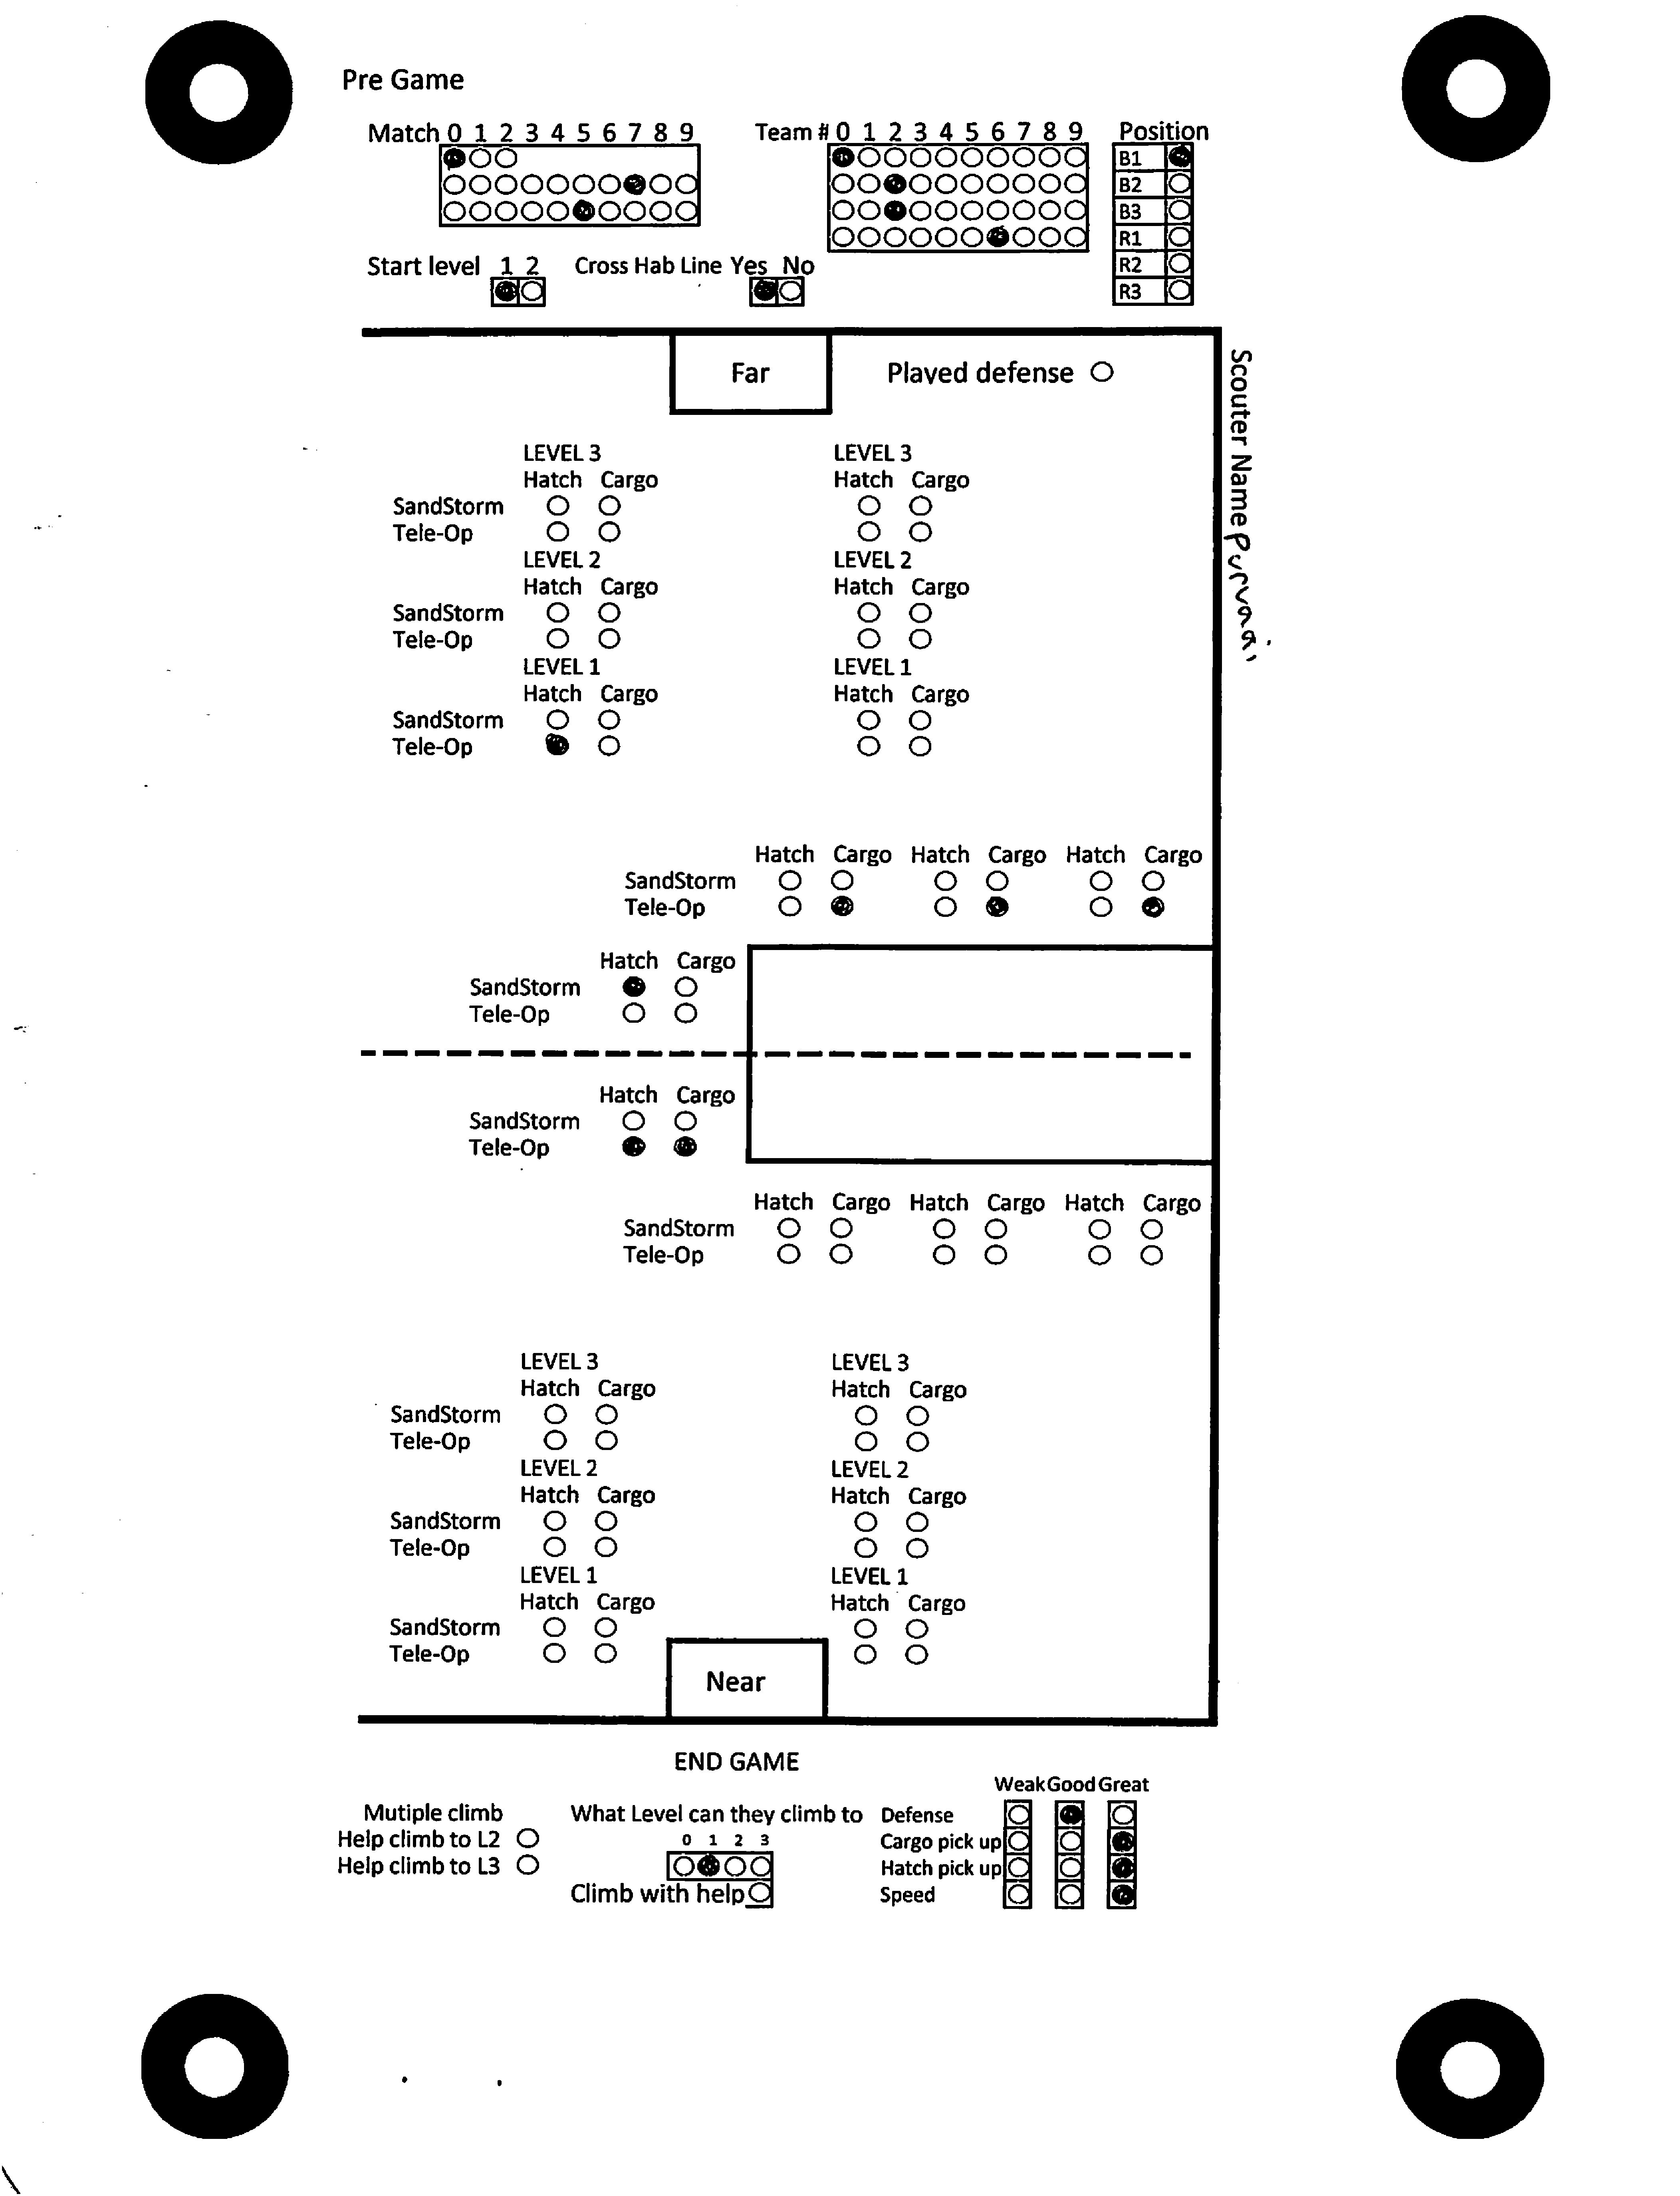 Pre Game
Match 0 1 2 3 4 5 6 7 8 9
Team # 0 1 2 3 4 5 6 7 8 9
Position
B1
B2
B3
R1
R2
R3
Start level 1 2
Cross Hab Line Yes No
Far
Played defense
Scouter Name
LEVEL 3 LEVEL 3
Hatch Cargo Hatch Cargo
SandStorm
Tele-Op
LEVEL 2 LEVEL 2
Hatch Cargo Hatch Cargo
SandStorm
Tele-Op
LEVEL 1 LEVEL 1
Hatch Cargo Hatch Cargo
SandStorm
Tele-Op
Hatch Cargo Hatch Cargo Hatch Cargo
SandStorm
Tele-Op
Hatch Cargo
SandStorm
Tele-Op
Hatch Cargo
SandStorm
Tele-Op
Hatch Cargo Hatch Cargo Hatch Cargo
SandStorm
Tele-Op
LEVEL 3 LEVEL 3
Hatch Cargo Hatch Cargo
SandStorm
Tele-Op
LEVEL 2 LEVEL 2
Hatch Cargo Hatch Cargo
SandStorm
Tele-Op
LEVEL 1 LEVEL 1
Hatch Cargo Hatch Cargo
SandStorm
Tele-Op
Near
END GAME
Mutiple climb
Help climb to L2
Help climb to L3
What Level can they climb to
0 1 2 3
Climb with help
Weak Good Great
Defense
Cargo pick up
Hatch pick up
Speed